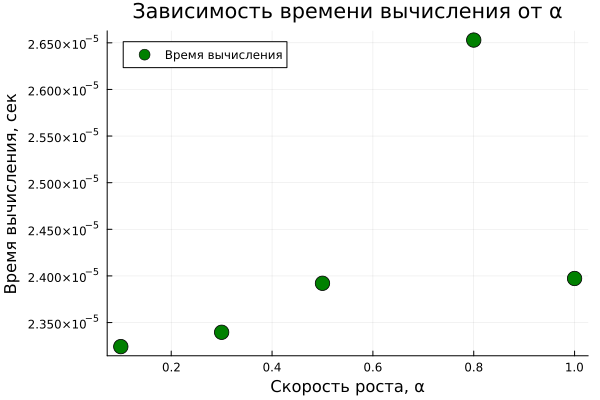 Зависимость времени вычисления от α
Время вычисления
Время вычисления, сек
2.650×10⁻⁵
2.600×10⁻⁵
2.550×10⁻⁵
2.500×10⁻⁵
2.450×10⁻⁵
2.400×10⁻⁵
2.350×10⁻⁵
0.2 0.4 0.6 0.8 1.0
Скорость роста, α